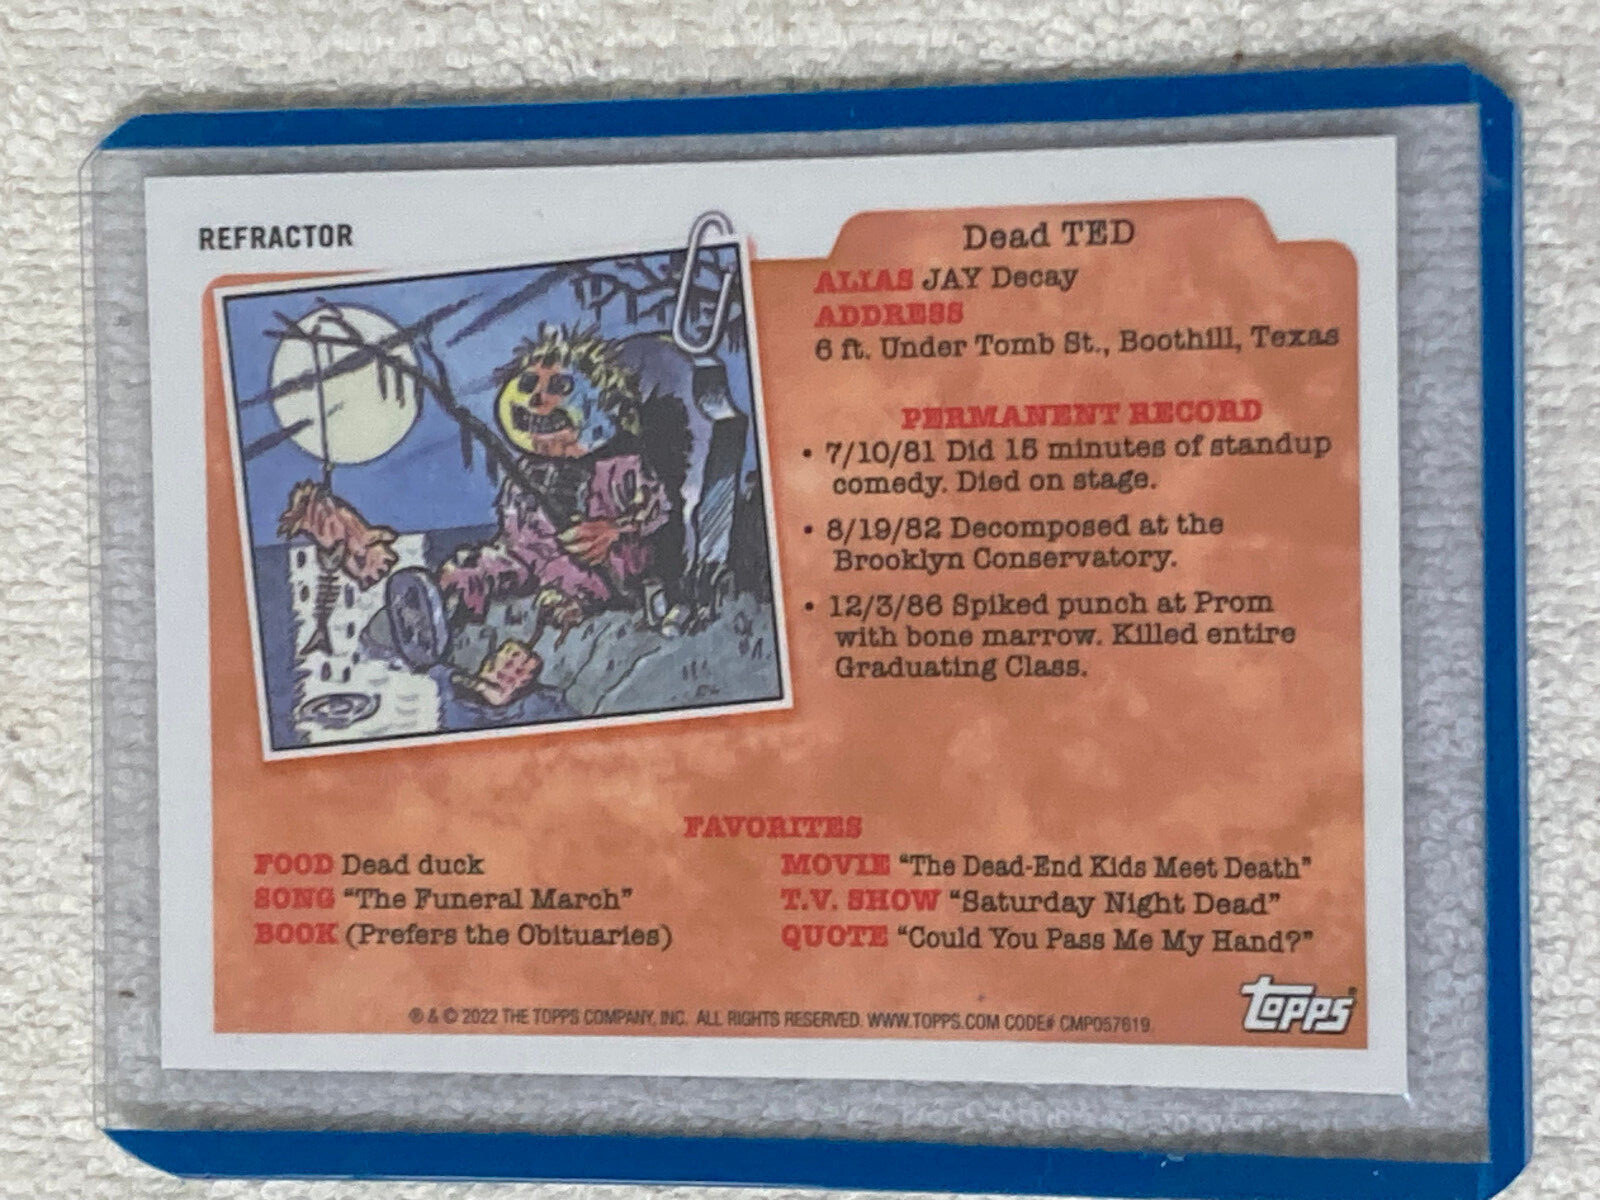 REFRACTOR
Dead TED
ALIAS JAY Decay
ADDRESS
6 ft. Under Tomb St., Boothill, Texas
PERMANENT RECORD
• 7/10/81 Did 15 minutes of standup
comedy. Died on stage.
• 8/19/82 Decomposed at the
Brooklyn Conservatory.
• 12/3/86 Spiked punch at Prom
with bone marrow. Killed entire
Graduating Class.
FAVORITES
FOOD Dead duck
SONG “The Funeral March”
BOOK (Prefers the Obituaries)
MOVIE “The Dead-End Kids Meet Death”
T.V. SHOW “Saturday Night Dead”
QUOTE “Could You Pass Me My Hand?”
topps®
® & © 2022 THE TOPPS COMPANY, INC. ALL RIGHTS RESERVED. WWW.TOPPS.COM CODE# CMP057619